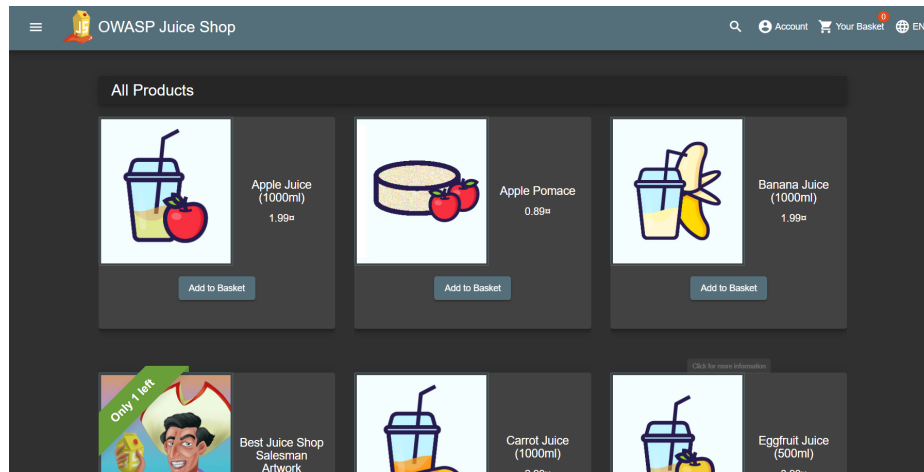 OWASP Juice Shop
Account
0
Your Basket
EN
All Products
Apple Juice
(1000ml)
1.99¤
Add to Basket
Apple Pomace
0.89¤
Add to Basket
Banana Juice
(1000ml)
1.99¤
Add to Basket
Only 1 left
Best Juice Shop
Salesman
Artwork
Carrot Juice
(1000ml)
Click for more information
Eggfruit Juice
(500ml)